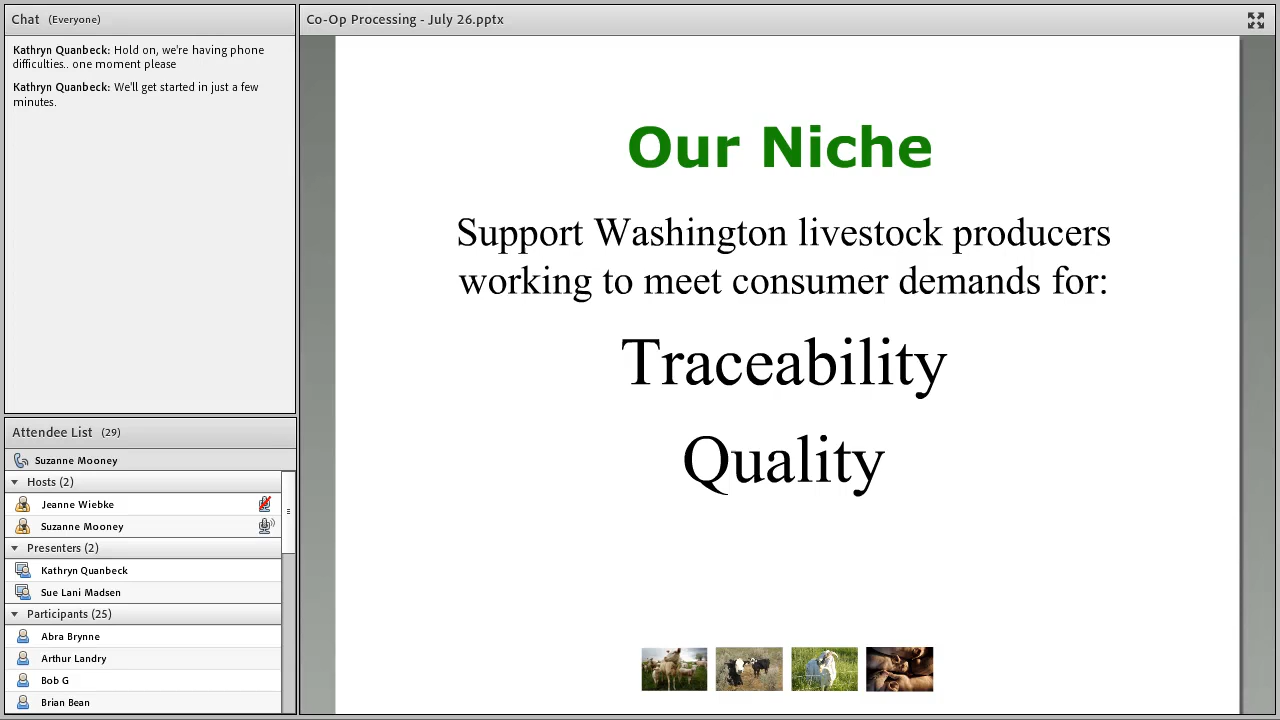 Chat (Everyone)
Kathryn Quanbeck: Hold on, we're having phone
difficulties.. one moment please
Kathryn Quanbeck: We'll get started in just a few
minutes.
Attendee List (29)
Suzanne Mooney
Hosts (2)
Jeanne Wiebke
Suzanne Mooney
Presenters (2)
Kathryn Quanbeck
Sue Lani Madsen
Participants (25)
Abra Brynne
Arthur Landry
Bob G
Brian Bean
Co-Op Processing - July 26.pptx
Our Niche
Support Washington livestock producers
working to meet consumer demands for:
Traceability
Quality